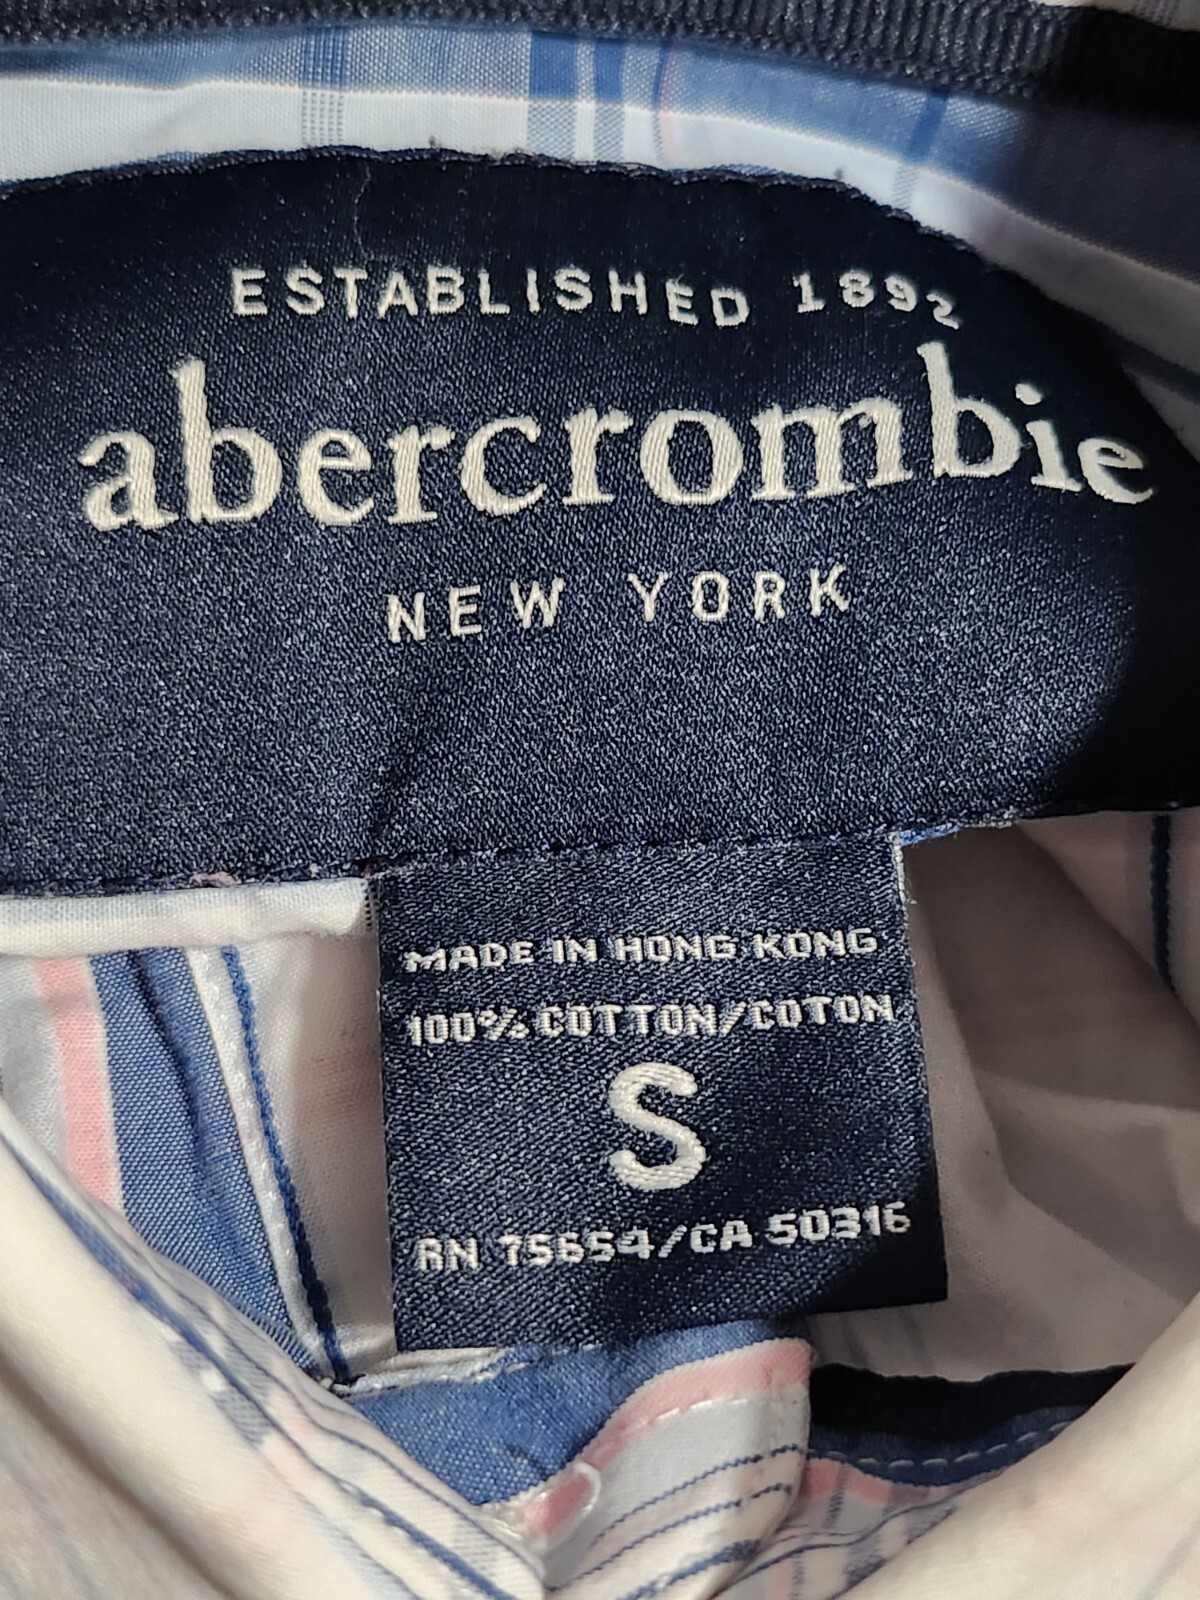 ESTABLISHED 1892
abercrombie
NEW YORK
MADE IN HONG KONG
100% COTTON/COTON
S
RN 75654/CA 50316